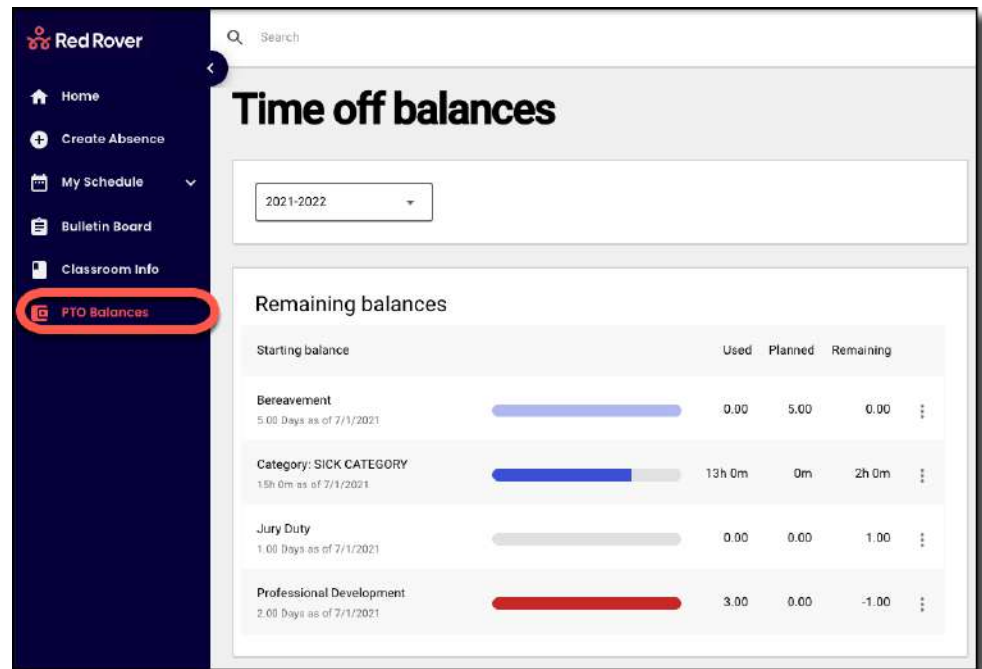 Red Rover
Search
Home
Create Absence
My Schedule
Bulletin Board
Classroom Info
PTO Balances
Time off balances
2021-2022
Remaining balances
Starting balance Used Planned Remaining
Bereavement
5.00 Days as of 7/1/2021
0.00 5.00 0.00
Category: SICK CATEGORY
15h 0m as of 7/1/2021
13h 0m 0m 2h 0m
Jury Duty
1.00 Days as of 7/1/2021
0.00 0.00 1.00
Professional Development
2.00 Days as of 7/1/2021
3.00 0.00 -1.00